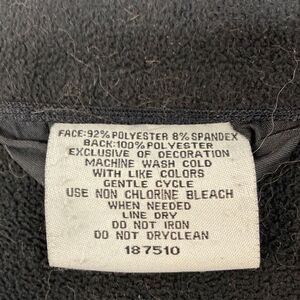 FACE:92% POLYESTER 8% SPANDEX
BACK:100% POLYESTER
EXCLUSIVE OF DECORATION
MACHINE WASH COLD
WITH LIKE COLORS
GENTLE CYCLE
USE NON CHLORINE BLEACH
WHEN NEEDED
LINE DRY
DO NOT IRON
DO NOT DRYCLEAN
187510